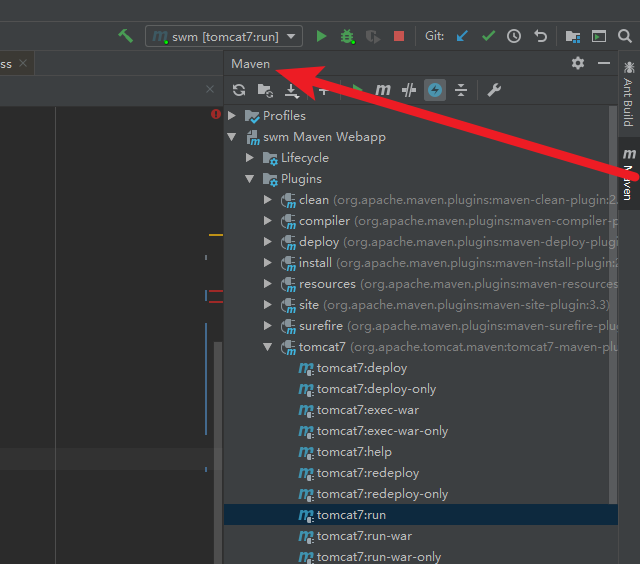 swm [tomcat7:run]
Git:
ss
Maven
Profiles
swm Maven Webapp
Lifecycle
Plugins
clean (org.apache.maven.plugins:maven-clean-plugin:2.
compiler (org.apache.maven.plugins:maven-compiler-p
deploy (org.apache.maven.plugins:maven-deploy-plugi
install (org.apache.maven.plugins:maven-install-plugin:2
resources (org.apache.maven.plugins:maven-resources
site (org.apache.maven.plugins:maven-site-plugin:3.3)
surefire (org.apache.maven.plugins:maven-surefire-plug
tomcat7 (org.apache.tomcat.maven:tomcat7-maven-plu
tomcat7:deploy
tomcat7:deploy-only
tomcat7:exec-war
tomcat7:exec-war-only
tomcat7:help
tomcat7:redeploy
tomcat7:redeploy-only
tomcat7:run
tomcat7:run-war
tomcat7:run-war-only
Ant Build
Maven